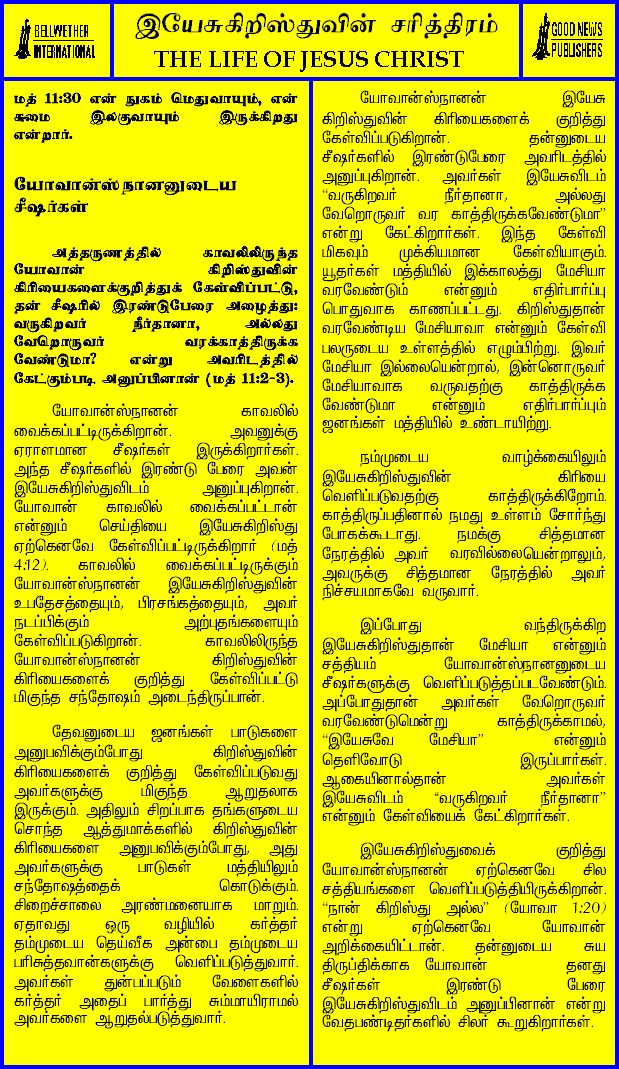 BELLWETHER
INTERNATIONAL
இயேசுகிறிஸ்துவின் சரித்திரம்
THE LIFE OF JESUS CHRIST
GOOD NEWS
PUBLISHERS
மத் 11:30 என் நுகம் மெதுவாயும், என்
சுமை இலகுவாயும் இருக்கிறது
என்றார்.
யோவான்ஸ்நானனுடைய
சீஷர்கள்
அத்தருணத்தில் காவலிலிருந்த
யோவான் கிறிஸ்துவின்
கிரியைகளைக்குறித்துக் கேள்விப்பட்டு,
தன் சீஷரில் இரண்டுபேரை அழைத்து:
வருகிறவர் நீர்தானா, அல்லது
வேறொருவர் வரக்காத்திருக்க
வேண்டுமா? என்று அவரிடத்தில்
கேட்கும்படி அனுப்பினான் (மத் 11:2-3).
யோவான்ஸ்நானன் காவலில்
வைக்கப்பட்டிருக்கிறான். அவனுக்கு
ஏராளமான சீஷர்கள் இருக்கிறார்கள்.
அந்த சீஷர்களில் இரண்டு பேரை அவன்
இயேசுகிறிஸ்துவிடம் அனுப்புகிறான்.
யோவான் காவலில் வைக்கப்பட்டான்
என்னும் செய்தியை இயேசுகிறிஸ்து
ஏற்கெனவே கேள்விப்பட்டிருக்கிறார் (மத்
4:12). காவலில் வைக்கப்பட்டிருக்கும்
யோவான்ஸ்நானன் இயேசுகிறிஸ்துவின்
உபதேசத்தையும், பிரசங்கத்தையும், அவர்
நடப்பிக்கும் அற்புதங்களையும்
கேள்விப்படுகிறான். காவலிலிருந்த
யோவான்ஸ்நானன் கிறிஸ்துவின்
கிரியைகளைக் குறித்து கேள்விப்பட்டு
மிகுந்த சந்தோஷம் அடைந்திருப்பான்.
தேவனுடைய ஜனங்கள் பாடுகளை
அனுபவிக்கும்போது கிறிஸ்துவின்
கிரியைகளைக் குறித்து கேள்விப்படுவது
அவர்களுக்கு மிகுந்த ஆறுதலாக
இருக்கும். அதிலும் சிறப்பாக தங்களுடைய
சொந்த ஆத்துமாக்களில் கிறிஸ்துவின்
கிரியைகளை அனுபவிக்கும்போது, அது
அவர்களுக்கு பாடுகள் மத்தியிலும்
சந்தோஷத்தைக் கொடுக்கும்.
சிறைச்சாலை அரண்மனையாக மாறும்.
ஏதாவது ஒரு வழியில் கர்த்தர்
தம்முடைய தெய்வீக அன்பை தம்முடைய
பரிசுத்தவான்களுக்கு வெளிப்படுத்துவார்.
அவர்கள் துன்பப்படும் வேளைகளில்
கர்த்தர் அதைப் பார்த்து சும்மாயிராமல்
அவர்களை ஆறுதல்படுத்துவார்.
யோவான்ஸ்நானன் இயேசு
கிறிஸ்துவின் கிரியைகளைக் குறித்து
கேள்விப்படுகிறான். தன்னுடைய
சீஷர்களில் இரண்டுபேரை அவரிடத்தில்
அனுப்புகிறான். அவர்கள் இயேசுவிடம்
“வருகிறவர் நீர்தானா, அல்லது
வேறொருவர் வர காத்திருக்கவேண்டுமா”
என்று கேட்கிறார்கள். இந்த கேள்வி
மிகவும் முக்கியமான கேள்வியாகும்.
யூதர்கள் மத்தியில் இக்காலத்து மேசியா
வரவேண்டும் என்னும் எதிர்பார்ப்பு
பொதுவாக காணப்பட்டது. கிறிஸ்துதான்
வரவேண்டிய மேசியாவா என்னும் கேள்வி
பலருடைய உள்ளத்தில் எழும்பிற்று. இவர்
மேசியா இல்லையென்றால், இன்னொருவர்
மேசியாவாக வருவதற்கு காத்திருக்க
வேண்டுமா என்னும் எதிர்பார்ப்பும்
ஜனங்கள் மத்தியில் உண்டாயிற்று.
நம்முடைய வாழ்க்கையிலும்
இயேசுகிறிஸ்துவின் கிரியை
வெளிப்படுவதற்கு காத்திருக்கிறோம்.
காத்திருப்பதினால் நமது உள்ளம் சோர்ந்து
போகக்கூடாது. நமக்கு சித்தமான
நேரத்தில் அவர் வரவில்லையென்றாலும்,
அவருக்கு சித்தமான நேரத்தில் அவர்
நிச்சயமாகவே வருவார்.
இப்போது வந்திருக்கிற
இயேசுகிறிஸ்துதான் மேசியா என்னும்
சத்தியம் யோவான்ஸ்நானனுடைய
சீஷர்களுக்கு வெளிப்படுத்தப்படவேண்டும்.
அப்போதுதான் அவர்கள் வேறொருவர்
வரவேண்டுமென்று காத்திருக்காமல்,
“இயேசுவே மேசியா” என்னும்
தெளிவோடு இருப்பார்கள்.
ஆகையினால்தான் அவர்கள்
இயேசுவிடம் “வருகிறவர் நீர்தானா”
என்னும் கேள்வியைக் கேட்கிறார்கள்.
இயேசுகிறிஸ்துவைக் குறித்து
யோவான்ஸ்நானன் ஏற்கெனவே சில
சத்தியங்களை வெளிப்படுத்தியிருக்கிறான்.
“நான் கிறிஸ்து அல்ல” (யோவா 1:20)
என்று ஏற்கெனவே யோவான்
அறிக்கையிட்டான். தன்னுடைய சுய
திருப்திக்காக யோவான் தனது
சீஷர்கள் இரண்டு பேரை
இயேசுகிறிஸ்துவிடம் அனுப்பினான் என்று
வேதபண்டிதர்களில் சிலர் கூறுகிறார்கள்.